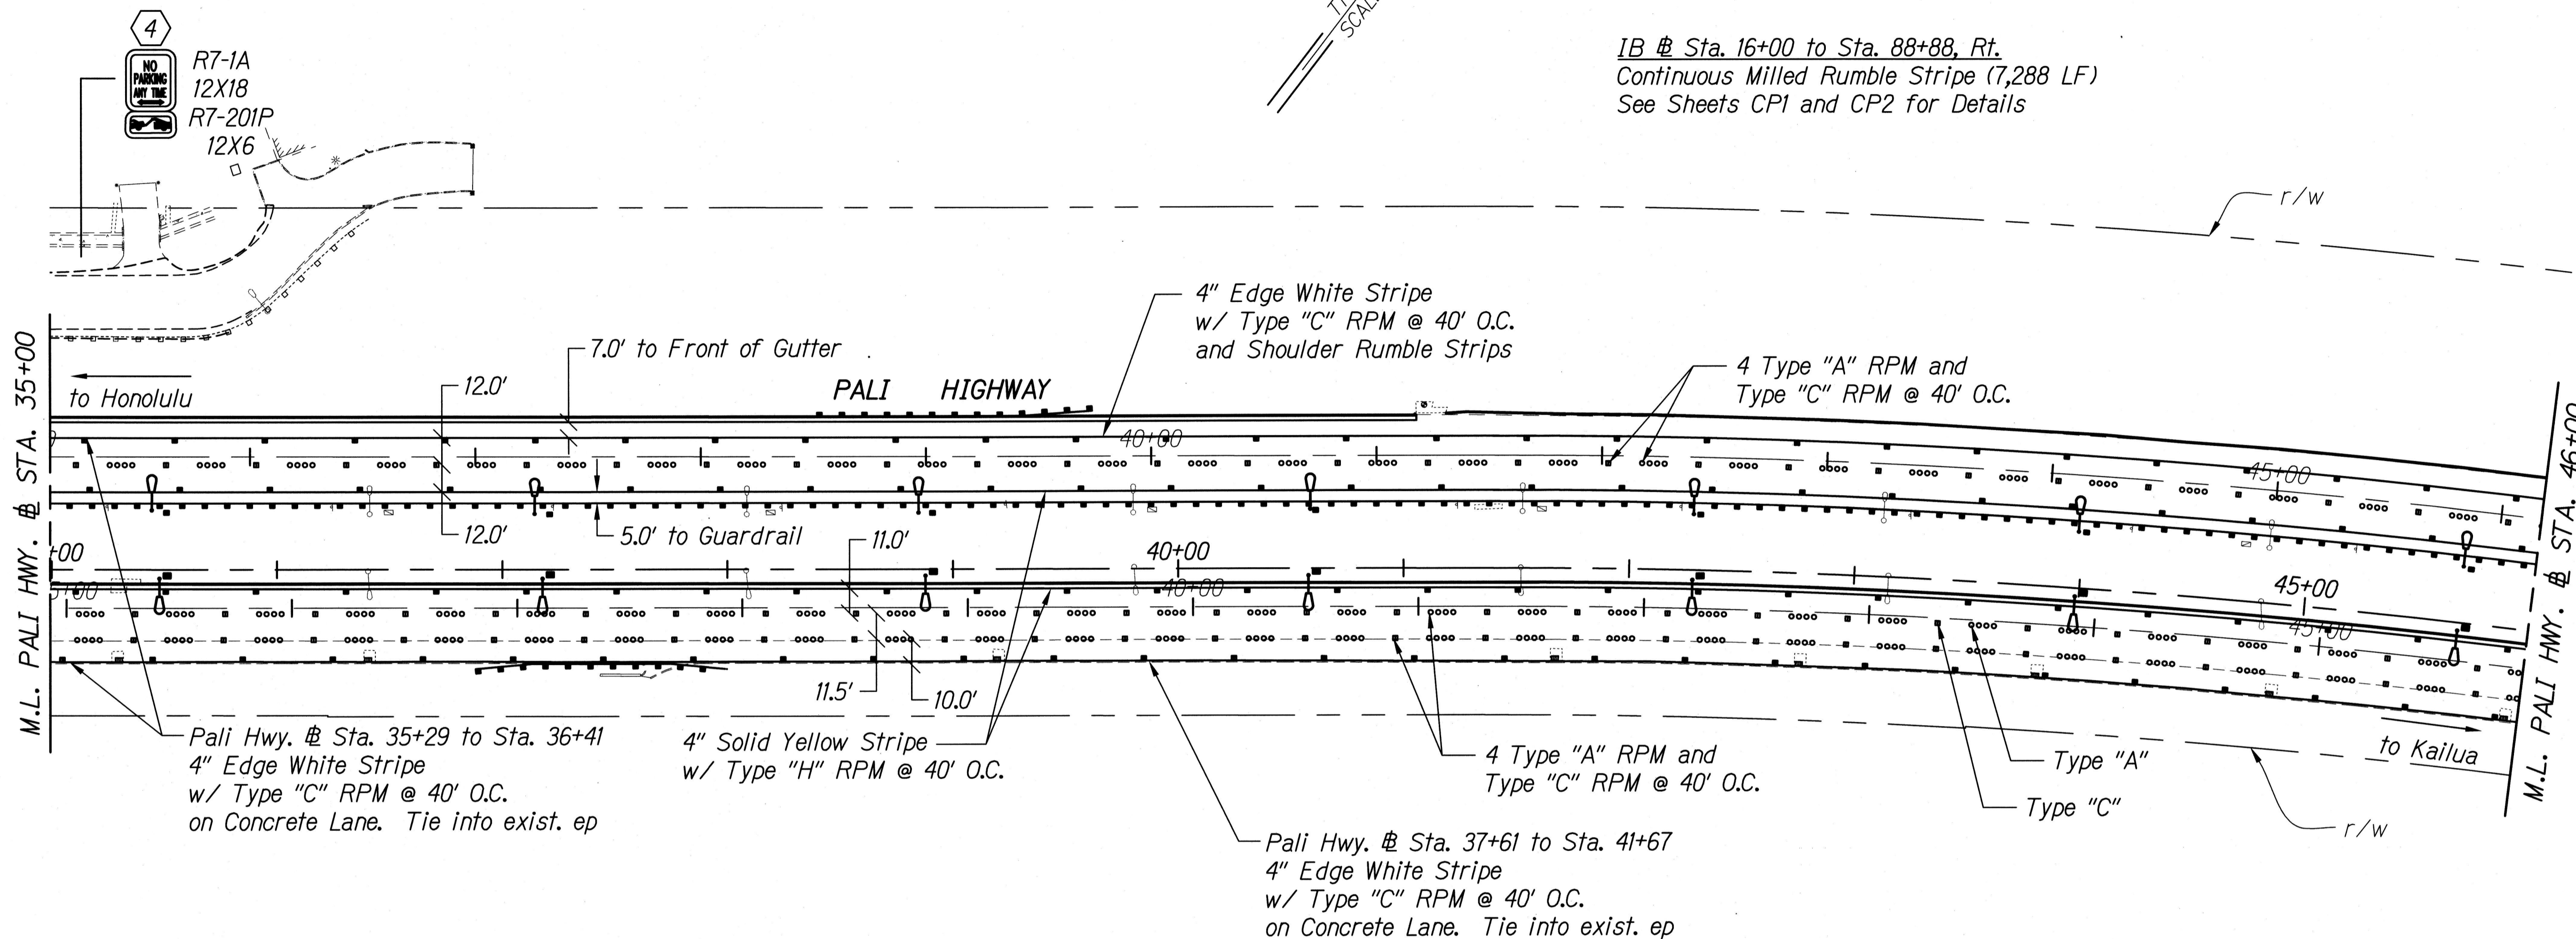 4
NO
PARKING
ANY TIME
R7-1A
12X18
R7-201P
12X6
IB ⅊ Sta. 16+00 to Sta. 88+88, Rt.
Continuous Milled Rumble Stripe (7,288 LF)
See Sheets CP1 and CP2 for Details
r/w
4" Edge White Stripe
w/ Type "C" RPM @ 40' O.C.
and Shoulder Rumble Strips
7.0' to Front of Gutter
12.0'
to Honolulu
PALI HIGHWAY
4 Type "A" RPM and
Type "C" RPM @ 40' O.C.
M.L. PALI HWY. ⅊ STA. 35+00
40+00
45+00
12.0'
5.0' to Guardrail
11.0'
+00
40+00
45+00
5+00
40+00
45+00
11.5'
10.0'
M.L. PALI HWY. ⅊ STA. 46+00
to Kailua
Pali Hwy. ⅊ Sta. 35+29 to Sta. 36+41
4" Edge White Stripe
w/ Type "C" RPM @ 40' O.C.
on Concrete Lane. Tie into exist. ep
4" Solid Yellow Stripe
w/ Type "H" RPM @ 40' O.C.
4 Type "A" RPM and
Type "C" RPM @ 40' O.C.
Type "A"
Type "C"
r/w
Pali Hwy. ⅊ Sta. 37+61 to Sta. 41+67
4" Edge White Stripe
w/ Type "C" RPM @ 40' O.C.
on Concrete Lane. Tie into exist. ep